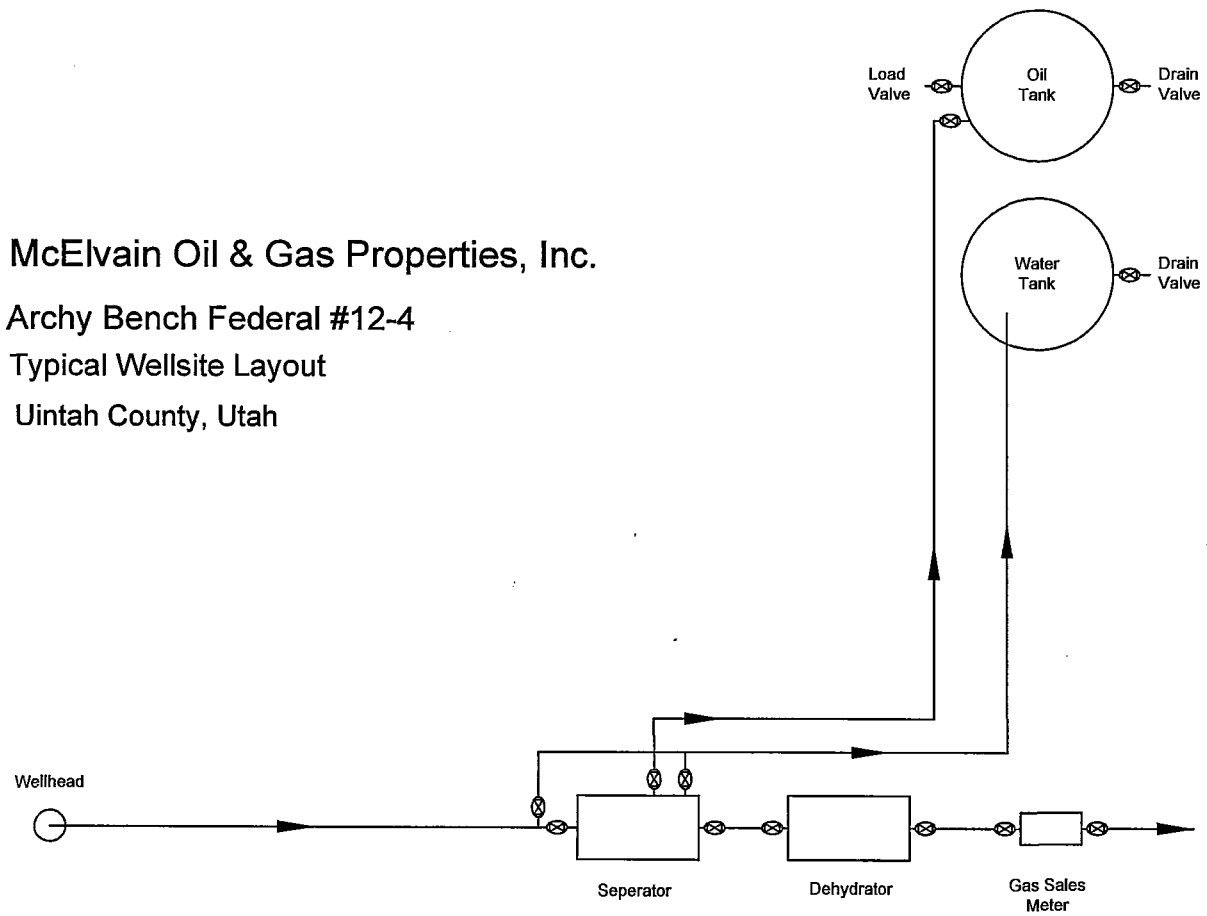 Load
Valve
Oil
Tank
Drain
Valve
McElvain Oil & Gas Properties, Inc.
Archy Bench Federal #12-4
Typical Wellsite Layout
Uintah County, Utah
Water
Tank
Drain
Valve
Wellhead
Seperator
Dehydrator
Gas Sales
Meter